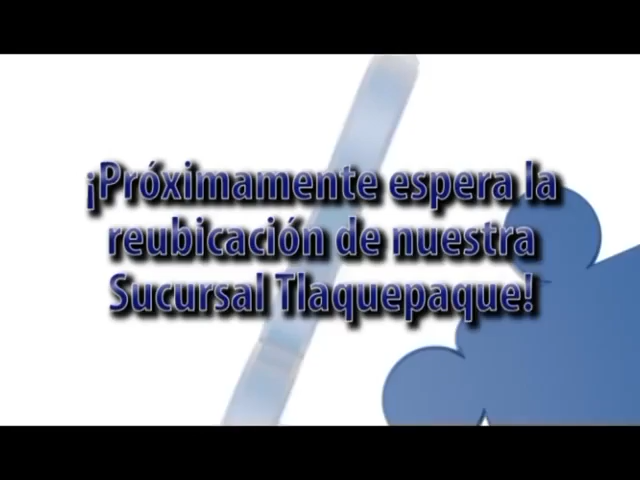 ¡Próximamente espera la
reubicación de nuestra
Sucursal Tlaquepaque!